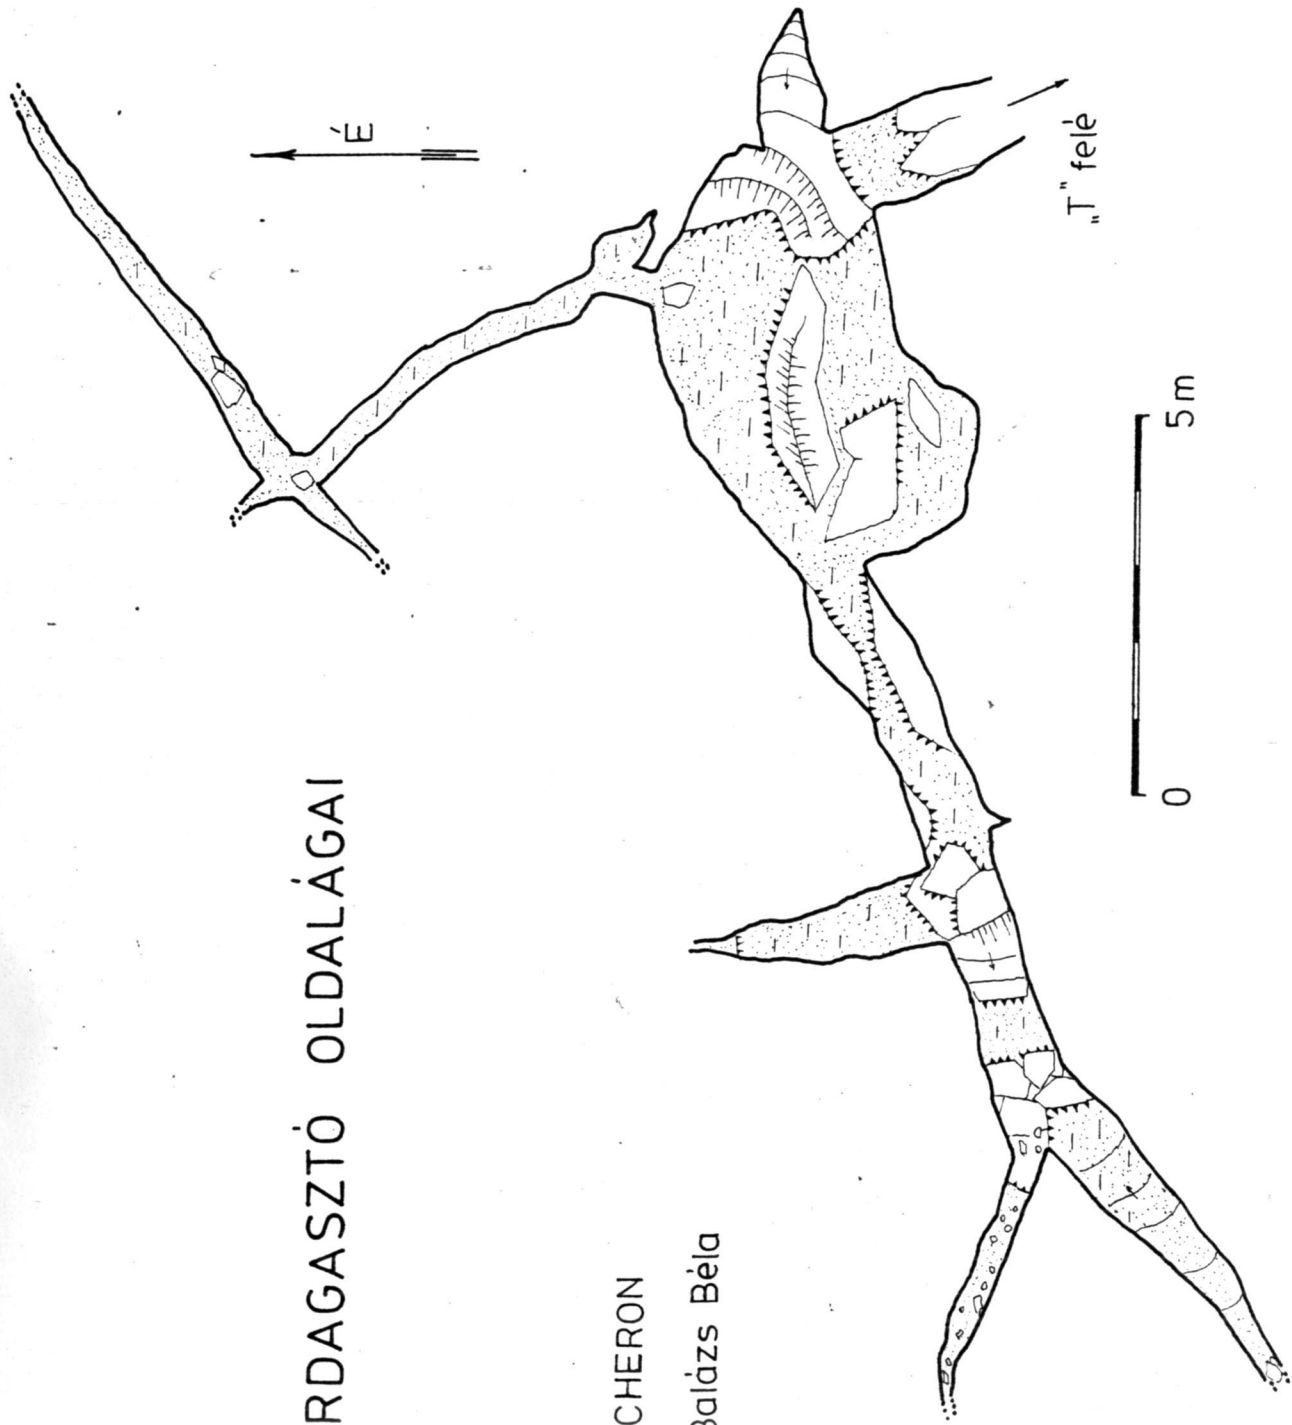 RDAGASZTÓ OLDALÁGAI
CHERON
Balázs Béla
É
„T” felé
0 5m